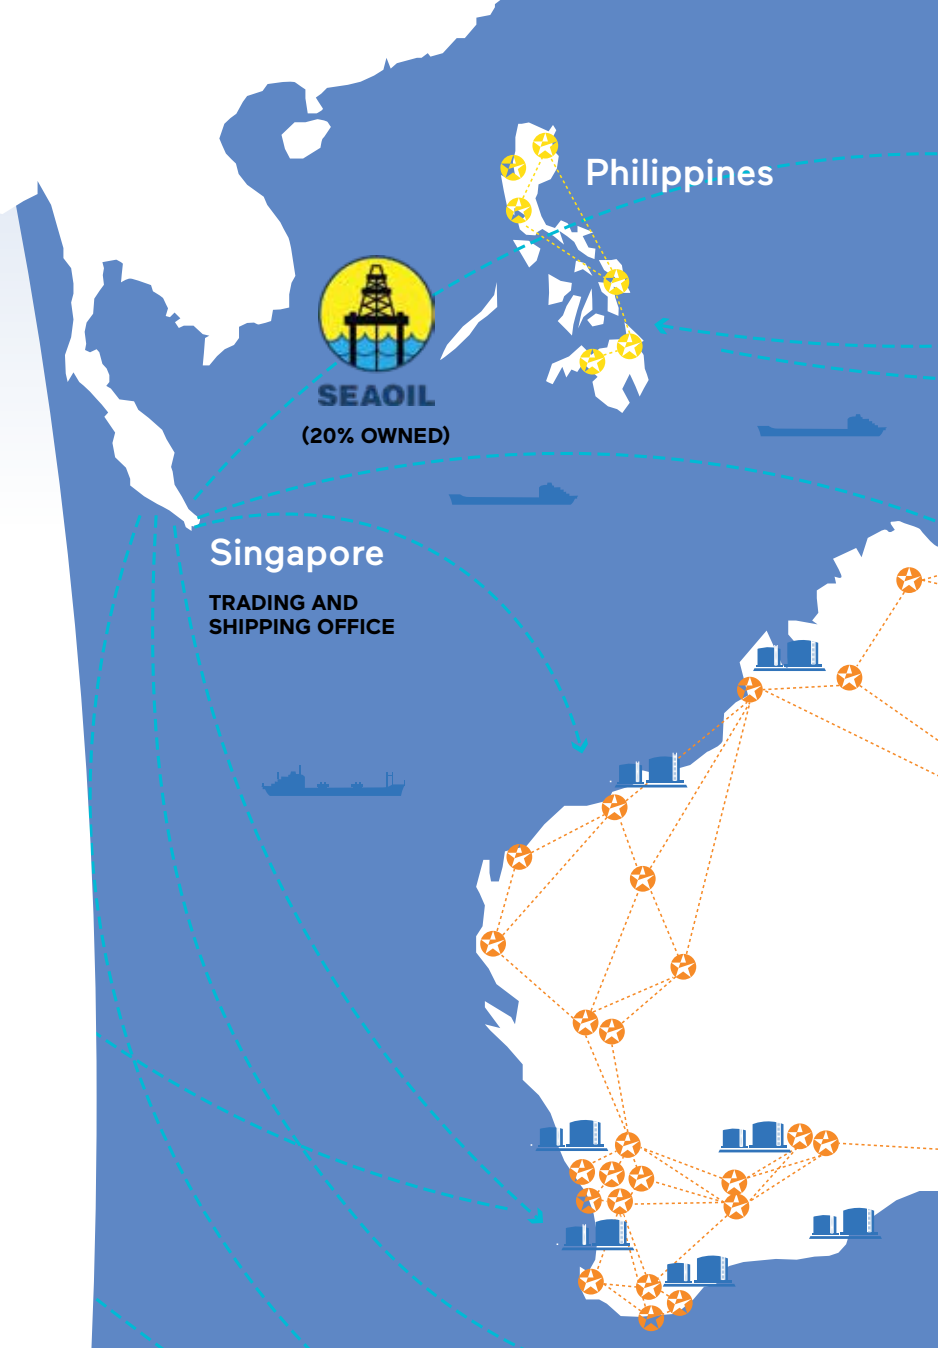 Philippines
SEAOIL
(20% OWNED)
Singapore
TRADING AND
SHIPPING OFFICE